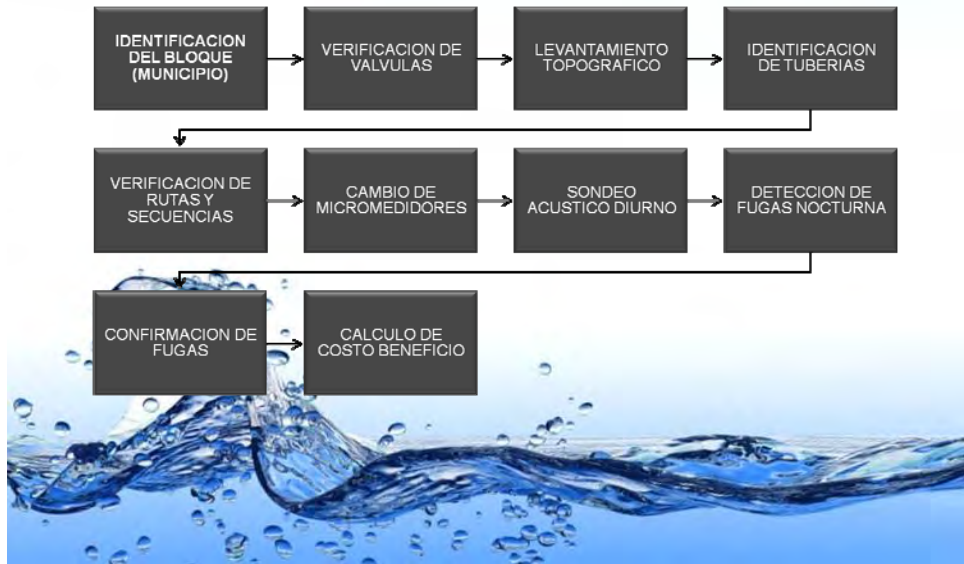 IDENTIFICACION
DEL BLOQUE
(MUNICIPIO)
VERIFICACION DE
VALVULAS
LEVANTAMIENTO
TOPOGRAFICO
IDENTIFICACION
DE TUBERIAS
VERIFICACION DE
RUTAS Y
SECUENCIAS
CAMBIO DE
MICROMEDIDORES
SONDEO
ACUSTICO DIURNO
DETECCION DE
FUGAS NOCTURNA
CONFIRMACION DE
FUGAS
CALCULO DE
COSTO BENEFICIO